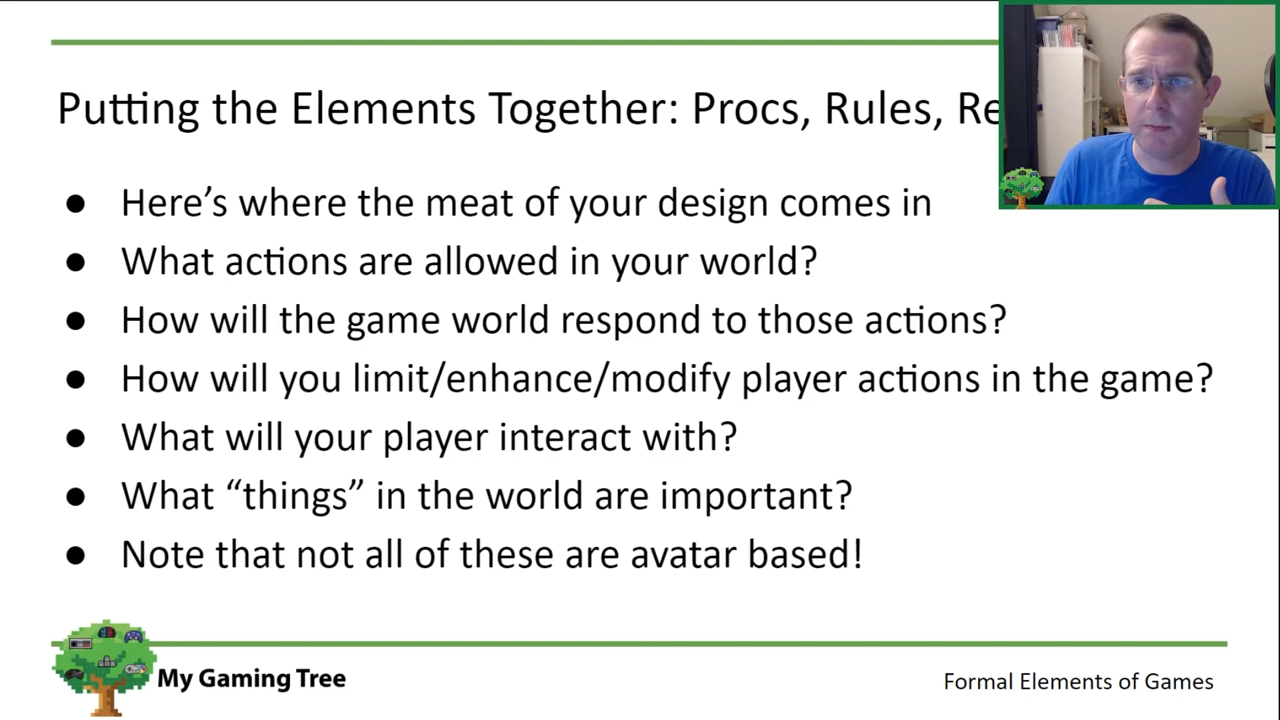 Putting the Elements Together: Procs, Rules, Re
● Here’s where the meat of your design comes in
● What actions are allowed in your world?
● How will the game world respond to those actions?
● How will you limit/enhance/modify player actions in the game?
● What will your player interact with?
● What “things” in the world are important?
● Note that not all of these are avatar based!
My Gaming Tree
Formal Elements of Games